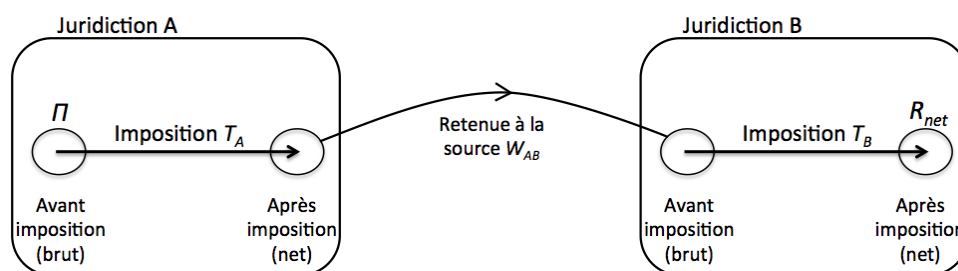 Juridiction A
Juridiction B
Π
Imposition T_A
Retenue à la
source W_AB
Imposition T_B
R_net
Avant
imposition
(brut)
Après
imposition
(net)
Avant
imposition
(brut)
Après
imposition
(net)